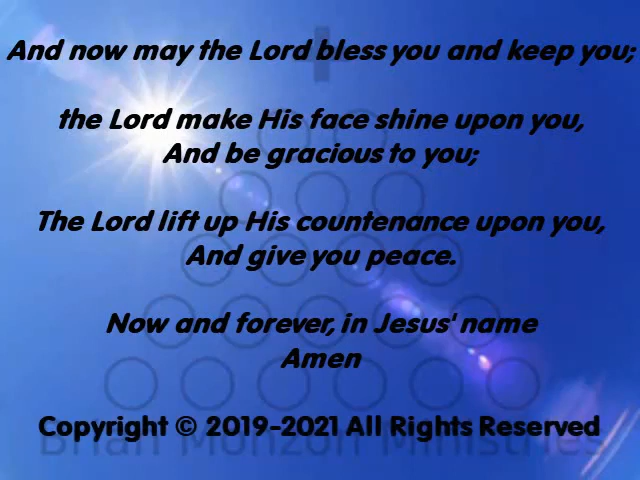 And now may the Lord bless you and keep you;
the Lord make His face shine upon you,
And be gracious to you;
The Lord lift up His countenance upon you,
And give you peace.
Now and forever, in Jesus' name
Amen
Copyright © 2019-2021 All Rights Reserved
Brian Monzon Ministries